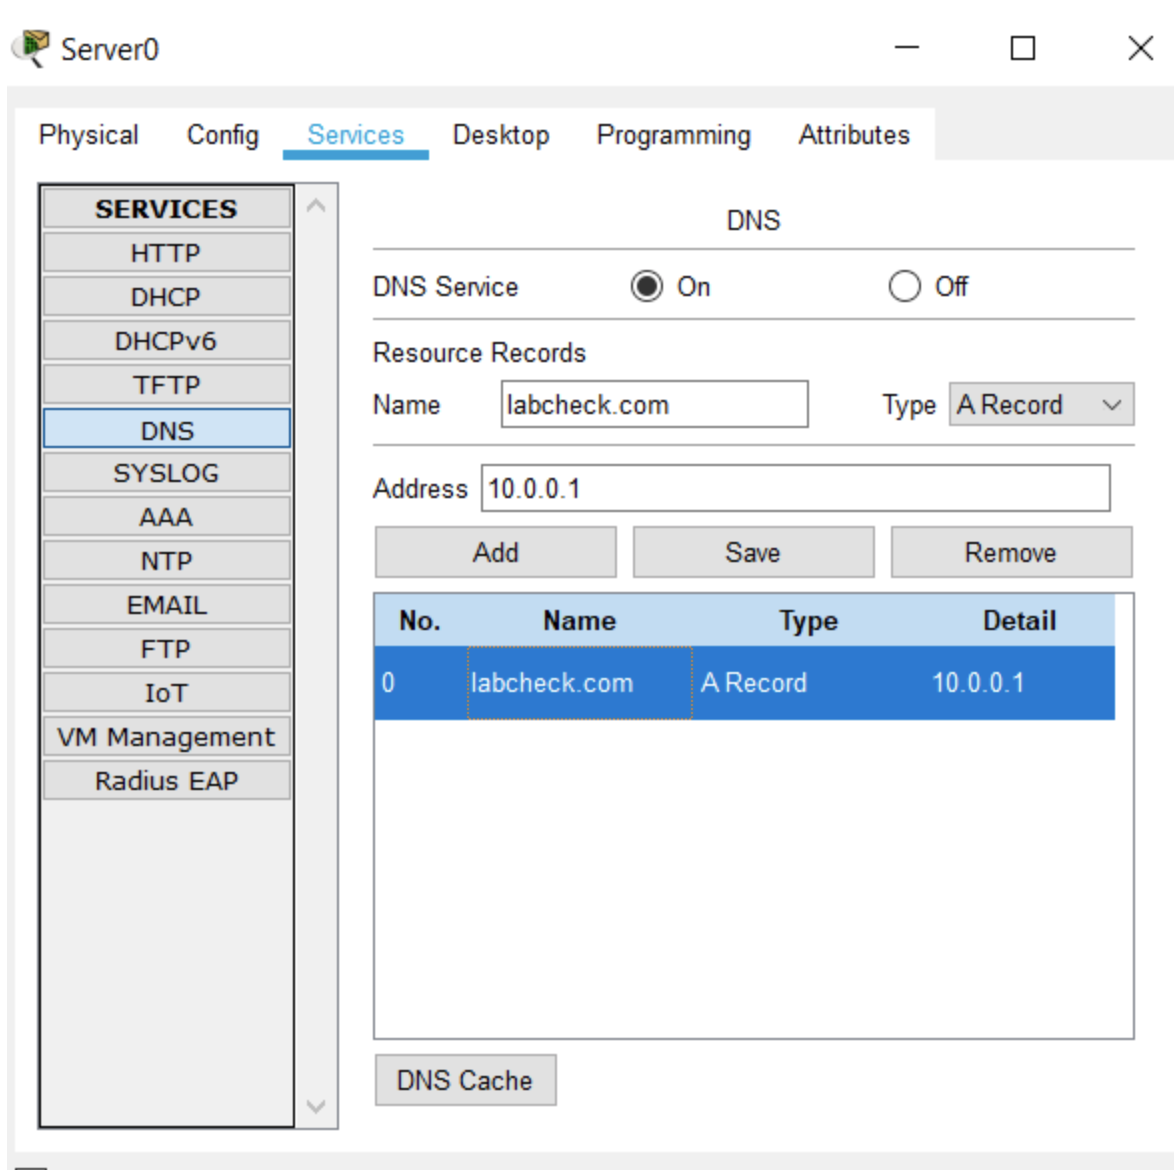 Server0
Physical Config Services Desktop Programming Attributes
SERVICES
HTTP
DHCP
DHCPv6
TFTP
DNS
SYSLOG
AAA
NTP
EMAIL
FTP
IoT
VM Management
Radius EAP
DNS
DNS Service On Off
Resource Records
Name labcheck.com Type A Record
Address 10.0.0.1
Add Save Remove
No. Name Type Detail
0 labcheck.com A Record 10.0.0.1
DNS Cache